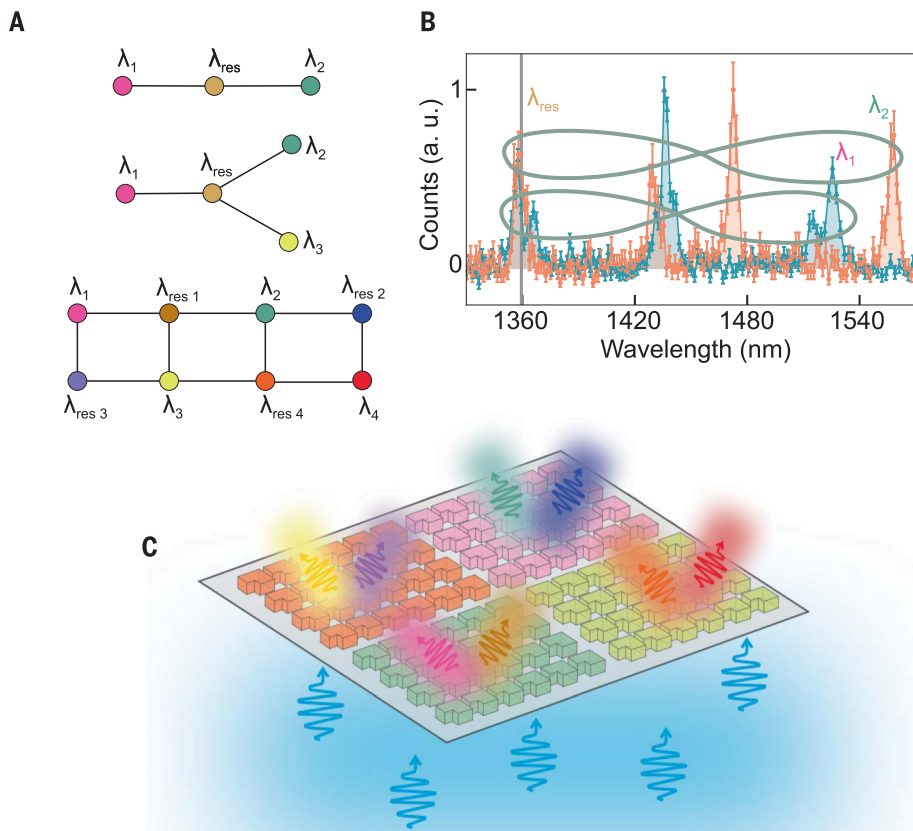 A
λ1 λres λ2
λ2
λ1 λres
λ3
λ1 λres 1 λ2 λres 2
λres 3 λ3 λres 4 λ4
B
Counts (a. u.)
1
0
λres
λ1
λ2
1360 1420 1480 1540
Wavelength (nm)
C